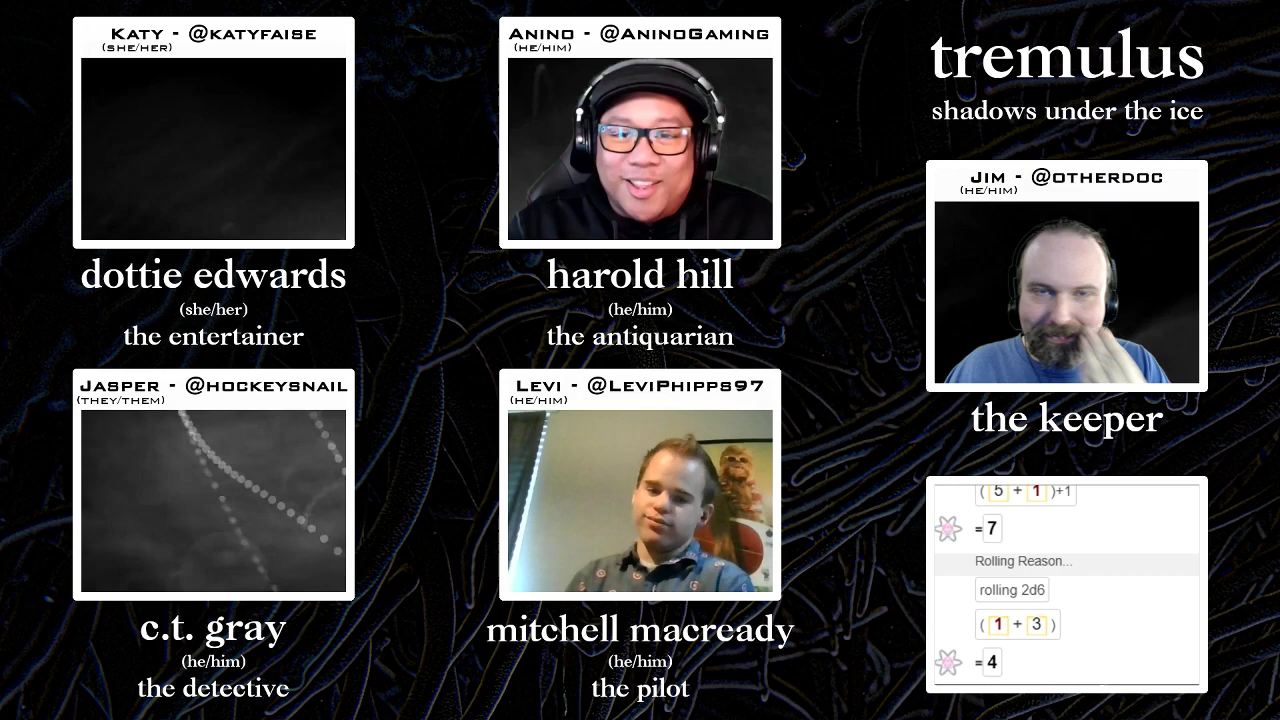 Katy - @katyfaise
(she/her)
dottie edwards
(she/her)
the entertainer
Anino - @AninoGaming
(he/him)
harold hill
(he/him)
the antiquarian
tremulus
shadows under the ice
Jim - @otherdoc
(he/him)
the keeper
Jasper - @hockeysnail
(they/them)
c.t. gray
(he/him)
the detective
Levi - @LeviPhipps97
(he/him)
mitchell macready
(he/him)
the pilot
( 5 + 1 )+1
=7
Rolling Reason...
rolling 2d6
( 1 + 3 )
=4